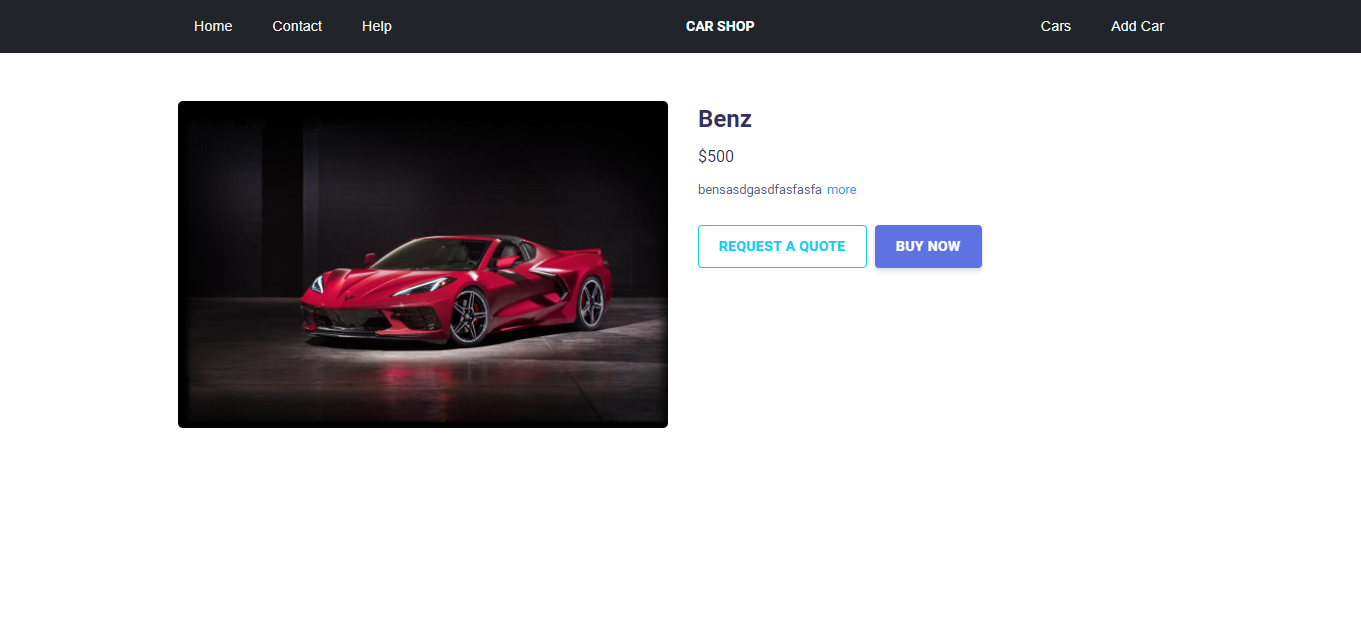 Home Contact Help CAR SHOP Cars Add Car
Benz
$500
bensasdgasdfasfasfa more
REQUEST A QUOTE BUY NOW